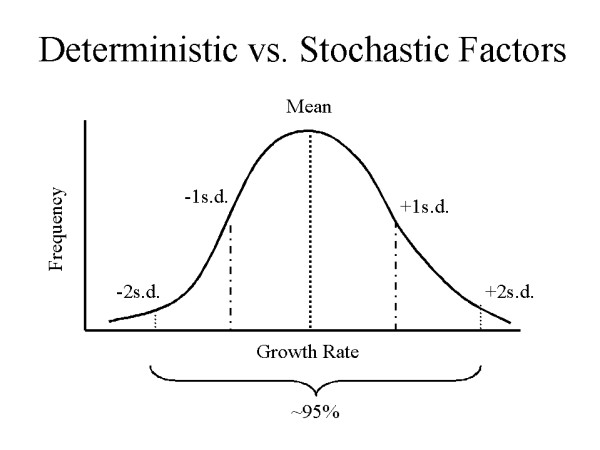 Deterministic vs. Stochastic Factors
Mean
-1s.d.
+1s.d.
Frequency
-2s.d.
+2s.d.
Growth Rate
~95%